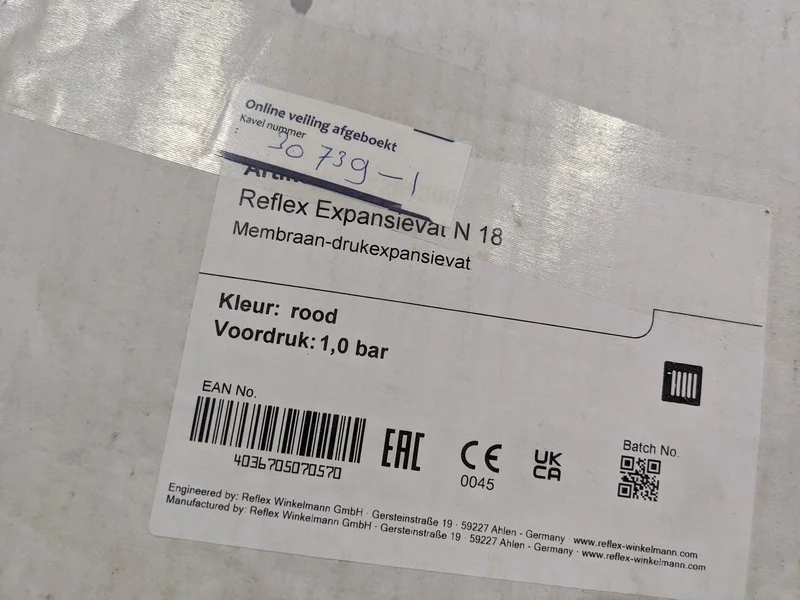 Online veiling afgeboekt
Kavel nummer
: 30739-1
Reflex Expansievat N 18
Membraan-drukexpansievat
Kleur: rood
Voordruk: 1,0 bar
EAN No.
4036705070570
EAC
CE
0045
UK
CA
Batch No.
Engineered by: Reflex Winkelmann GmbH · Gersteinstraße 19 · 59227 Ahlen - Germany · www.reflex-winkelmann.com
Manufactured by: Reflex Winkelmann GmbH · Gersteinstraße 19 · 59227 Ahlen - Germany · www.reflex-winkelmann.com